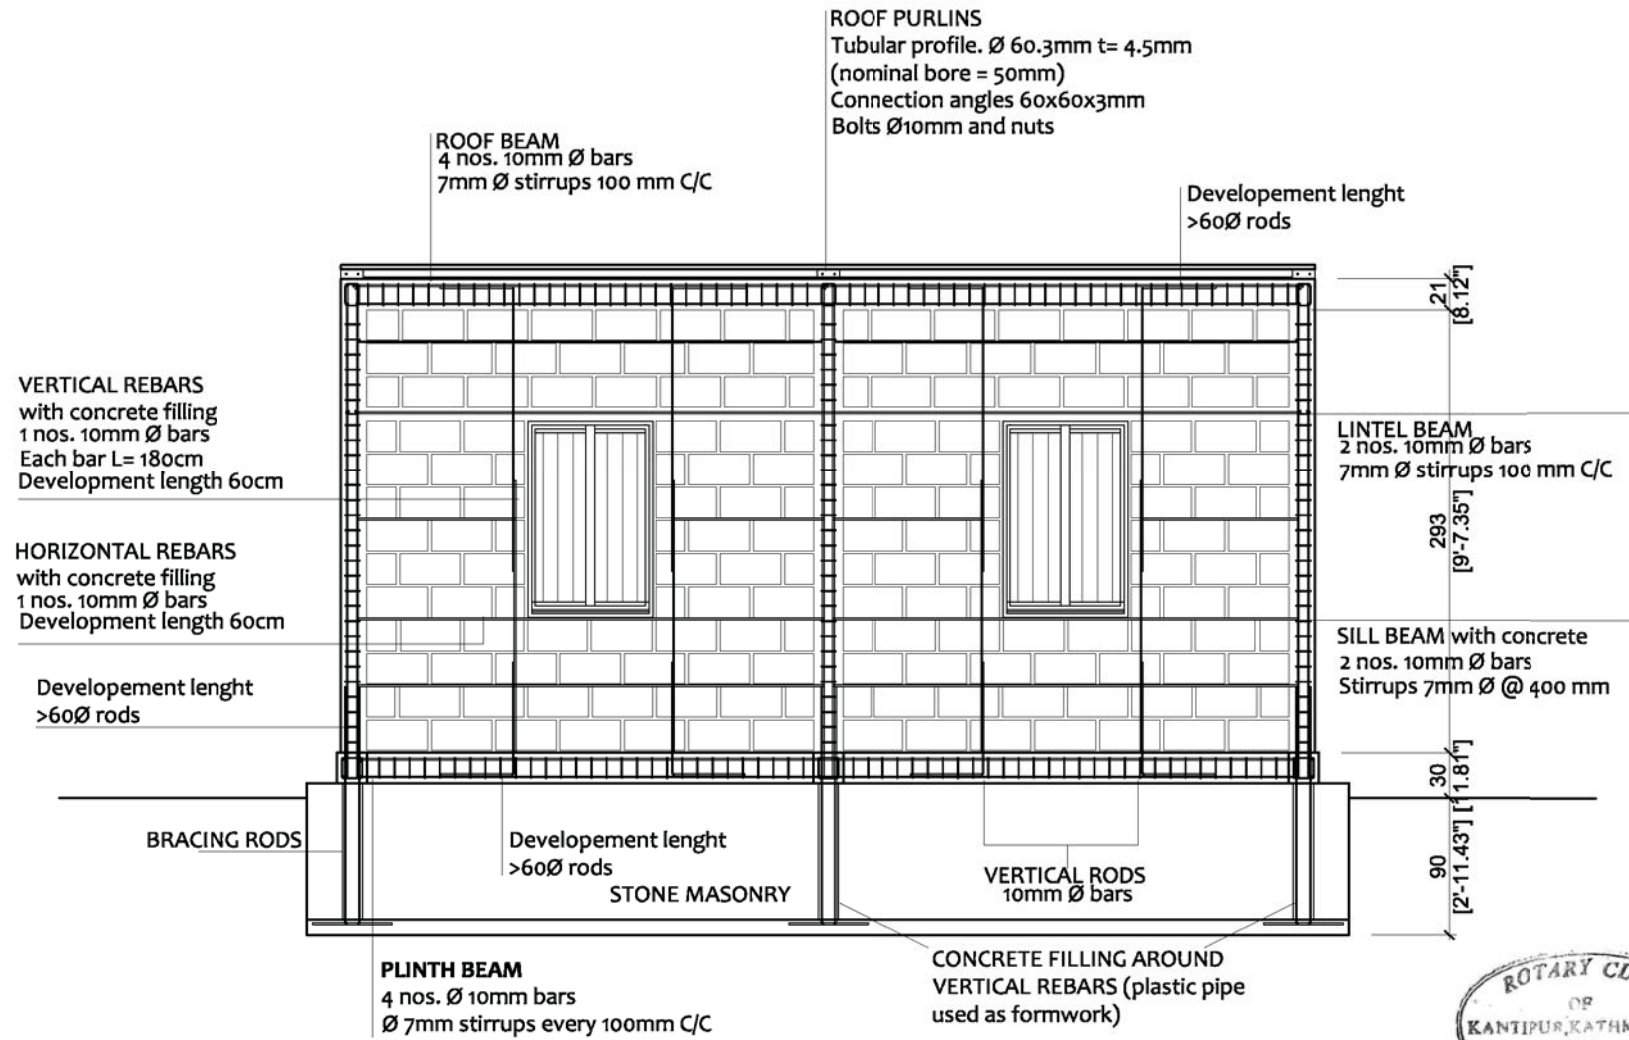 ROOF PURLINS
Tubular profile. Ø 60.3mm t= 4.5mm
(nominal bore = 50mm)
Connection angles 60x60x3mm
Bolts Ø10mm and nuts
ROOF BEAM
4 nos. 10mm Ø bars
7mm Ø stirrups 100 mm C/C
Developement lenght
>60Ø rods
21
[8.12"]
VERTICAL REBARS
with concrete filling
1 nos. 10mm Ø bars
Each bar L= 180cm
Development length 60cm
LINTEL BEAM
2 nos. 10mm Ø bars
7mm Ø stirrups 100 mm C/C
293
[9'-7.35"]
HORIZONTAL REBARS
with concrete filling
1 nos. 10mm Ø bars
Development length 60cm
SILL BEAM with concrete
2 nos. 10mm Ø bars
Stirrups 7mm Ø @ 400 mm
Developement lenght
>60Ø rods
30
[11.81"]
BRACING RODS
Developement lenght
>60Ø rods
STONE MASONRY
VERTICAL RODS
10mm Ø bars
90
[2'-11.43"]
PLINTH BEAM
4 nos. Ø 10mm bars
Ø 7mm stirrups every 100mm C/C
CONCRETE FILLING AROUND
VERTICAL REBARS (plastic pipe
used as formwork)
ROTARY
OF
KANTIPUR,